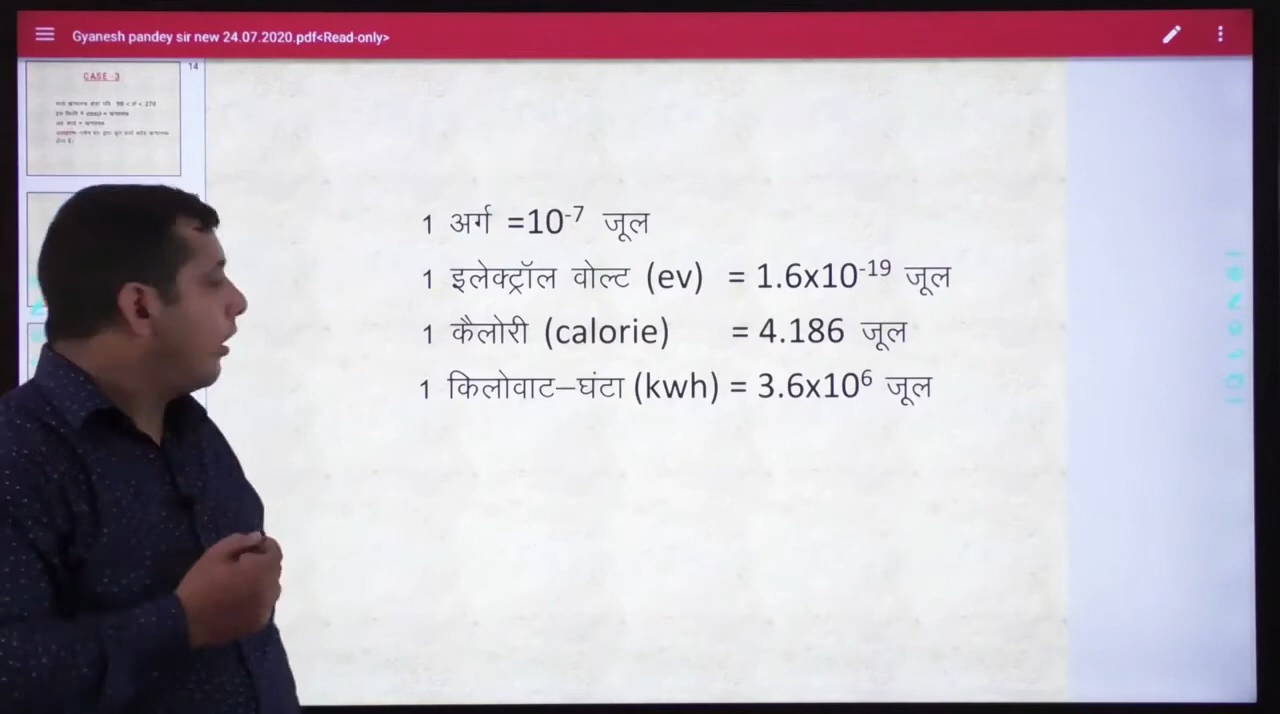 Gyanesh pandey sir new 24.07.2020.pdf<Read-only>
14
CASE -3
1 अर्ग =10⁻⁷ जूल
1 इलेक्ट्रॉल वोल्ट (ev) = 1.6x10⁻¹⁹ जूल
1 कैलोरी (calorie) = 4.186 जूल
1 किलोवाट–घंटा (kwh) = 3.6x10⁶ जूल